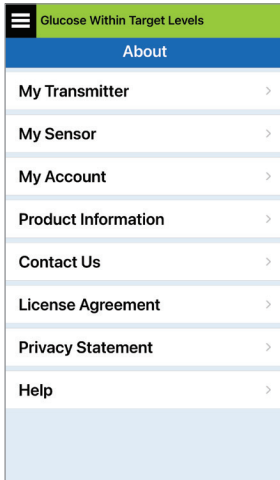 Glucose Within Target Levels
About
My Transmitter
My Sensor
My Account
Product Information
Contact Us
License Agreement
Privacy Statement
Help